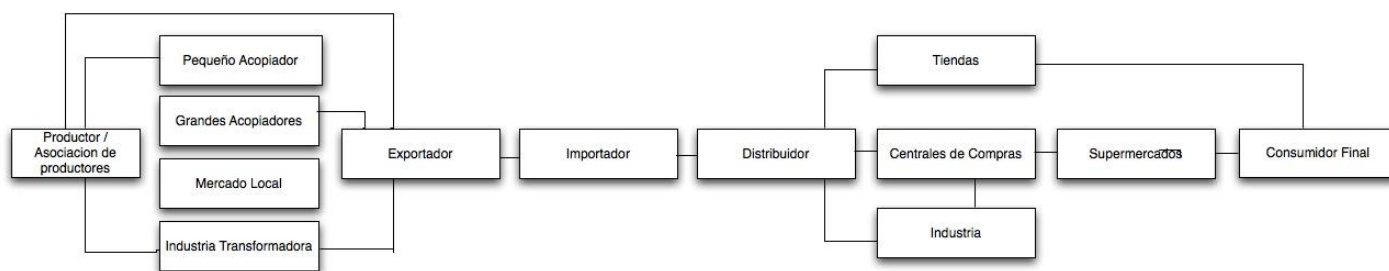 Productor /
Asociacion de
productores
Pequeño Acopiador
Grandes Acopiadores
Mercado Local
Industria Transformadora
Exportador
Importador
Distribuidor
Tiendas
Centrales de Compras
Industria
Supermercados
Consumidor Final